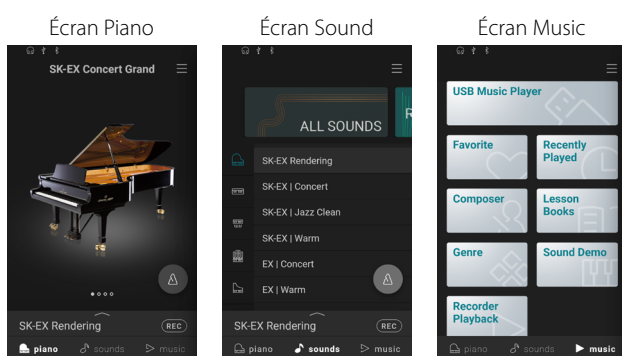 Écran Piano
SK-EX Concert Grand
SK-EX Rendering
REC
piano sounds music
Écran Sound
ALL SOUNDS
R
SK-EX Rendering
SK-EX | Concert
SK-EX | Jazz Clean
SK-EX | Warm
EX | Concert
EX | Warm
SK-EX Rendering
REC
piano sounds music
Écran Music
USB Music Player
Favorite
Recently
Played
Composer
Lesson
Books
Genre
Sound Demo
Recorder
Playback
piano sounds music